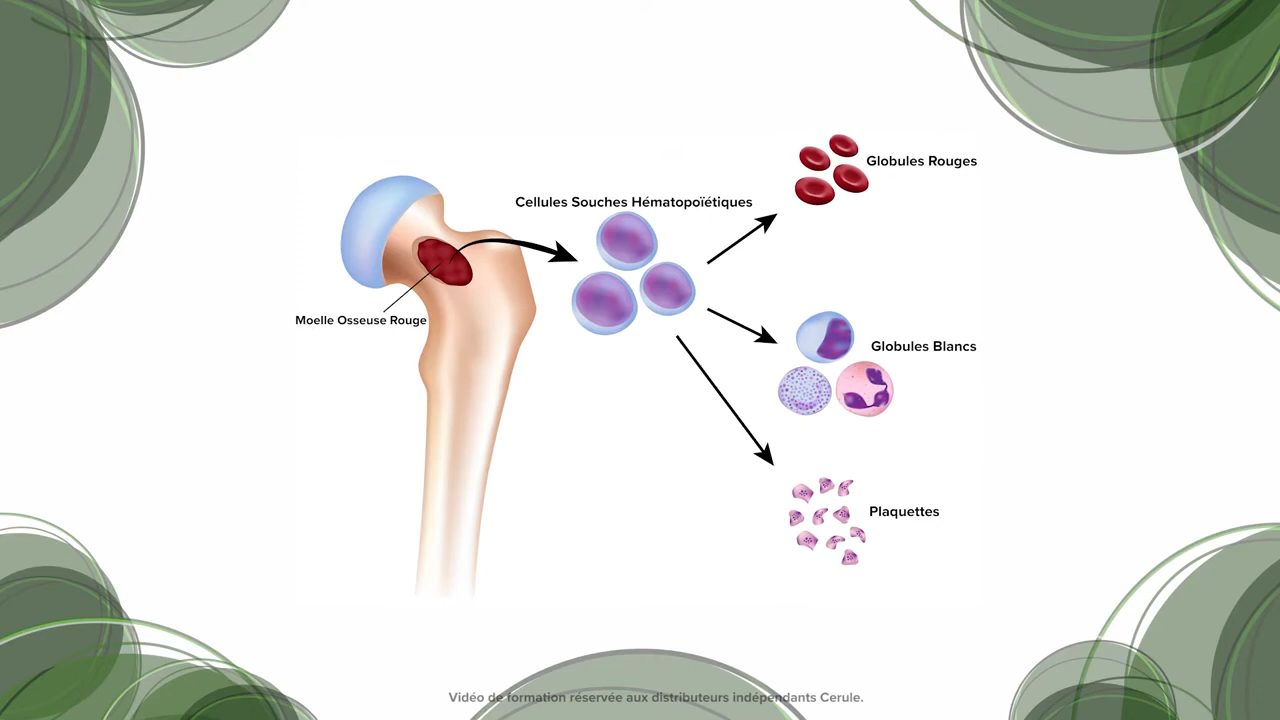 Globules Rouges
Cellules Souches Hématopoïétiques
Moelle Osseuse Rouge
Globules Blancs
Plaquettes
Vidéo de formation réservée aux distributeurs indépendants Cerule.